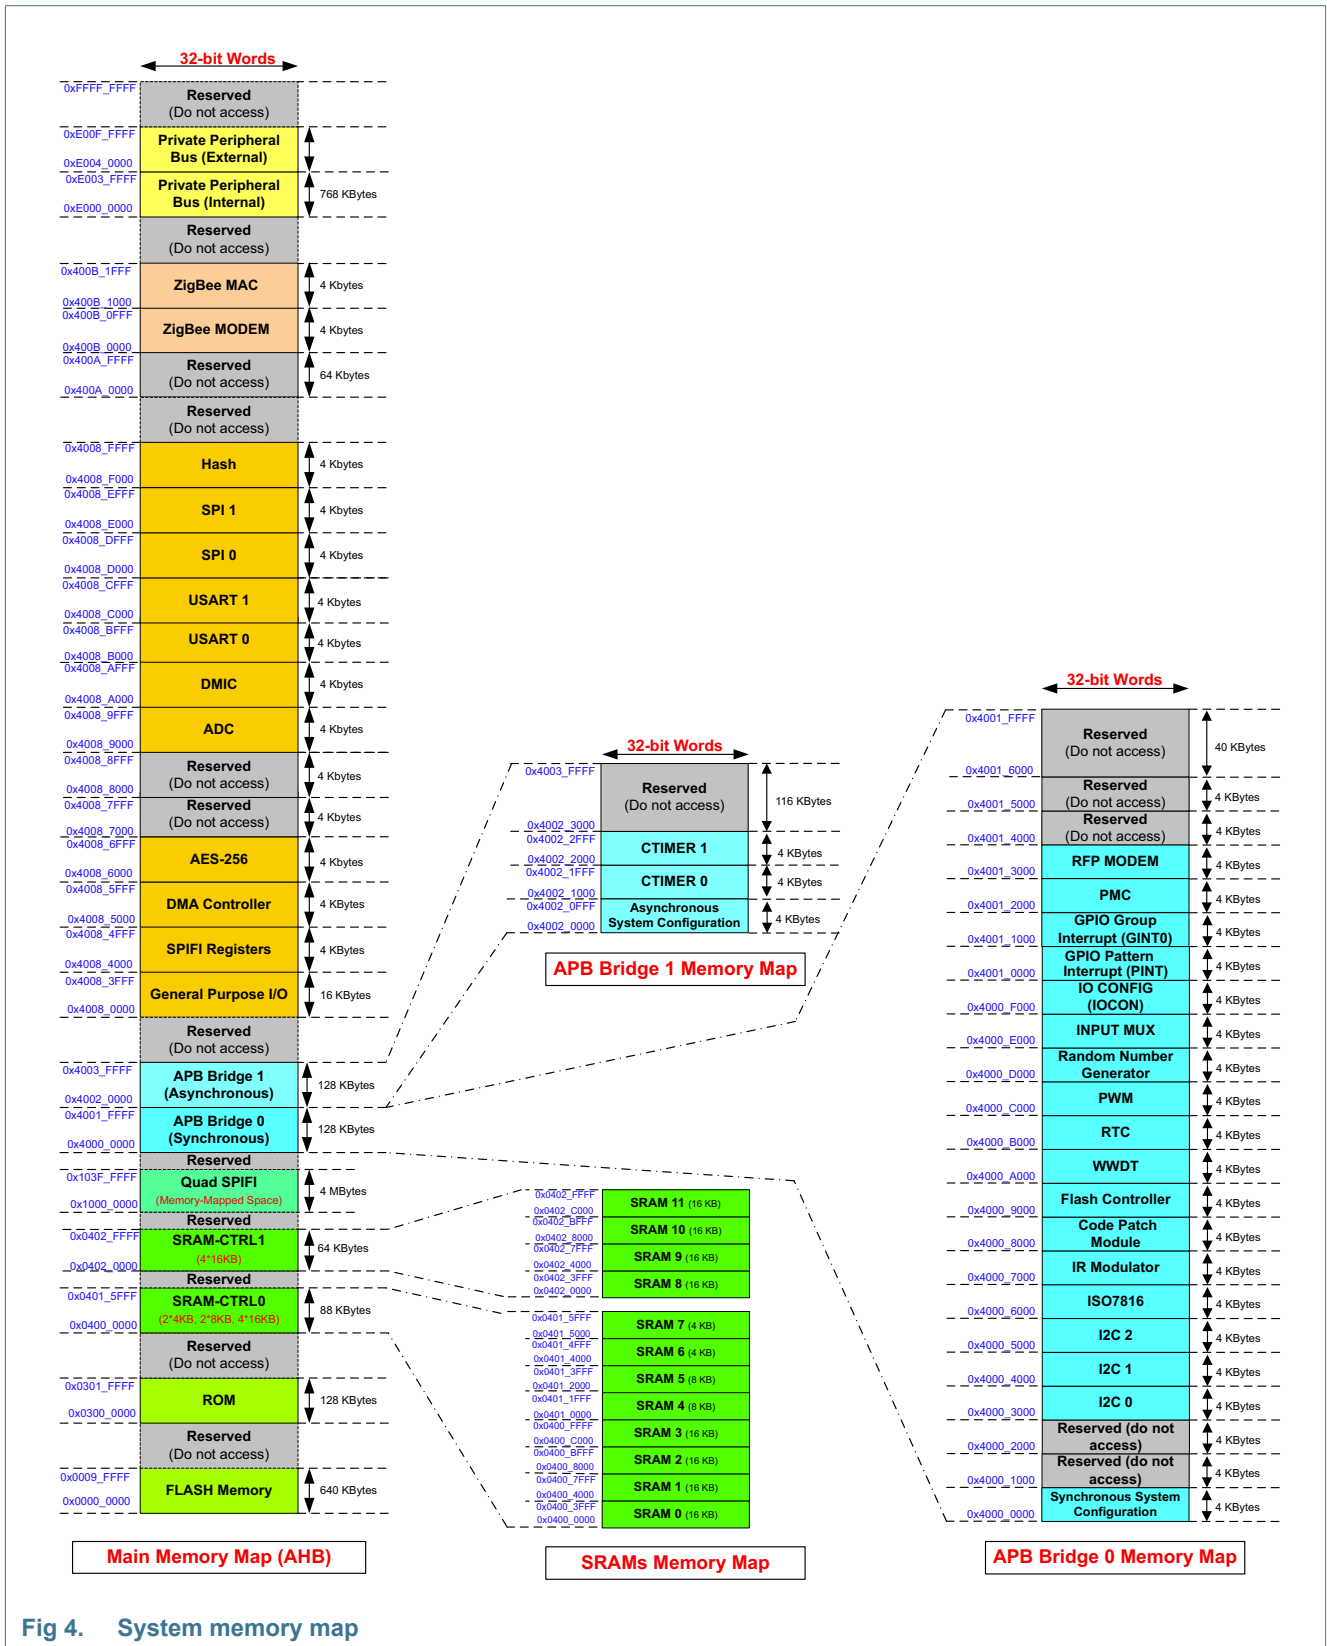 32-bit Words
0xFFFF_FFFF
Reserved
(Do not access)
0xE00F_FFFF
Private Peripheral
Bus (External)
0xE004_0000
0xE003_FFFF
Private Peripheral
Bus (Internal)
768 KBytes
0xE000_0000
Reserved
(Do not access)
0x400B_1FFF
ZigBee MAC
4 Kbytes
0x400B_1000
0x400B_0FFF
ZigBee MODEM
4 Kbytes
0x400B_0000
0x400A_FFFF
Reserved
(Do not access)
64 Kbytes
0x400A_0000
Reserved
(Do not access)
0x4008_FFFF
Hash
4 Kbytes
0x4008_F000
0x4008_EFFF
SPI 1
4 Kbytes
0x4008_E000
0x4008_DFFF
SPI 0
4 Kbytes
0x4008_D000
0x4008_CFFF
USART 1
4 Kbytes
0x4008_C000
0x4008_BFFF
USART 0
4 Kbytes
0x4008_B000
0x4008_AFFF
DMIC
4 Kbytes
0x4008_A000
0x4008_9FFF
ADC
4 Kbytes
0x4008_9000
0x4008_8FFF
Reserved
(Do not access)
4 Kbytes
0x4008_8000
0x4008_7FFF
Reserved
(Do not access)
4 Kbytes
0x4008_7000
0x4008_6FFF
AES-256
4 Kbytes
0x4008_6000
0x4008_5FFF
DMA Controller
4 KBytes
0x4008_5000
0x4008_4FFF
SPIFI Registers
4 KBytes
0x4008_4000
0x4008_3FFF
General Purpose I/O
16 KBytes
0x4008_0000
Reserved
(Do not access)
0x4003_FFFF
APB Bridge 1
(Asynchronous)
128 KBytes
0x4002_0000
0x4001_FFFF
APB Bridge 0
(Synchronous)
128 KBytes
0x4000_0000
Reserved
0x103F_FFFF
Quad SPIFI
(Memory-Mapped Space)
4 MBytes
0x1000_0000
Reserved
0x0402_FFFF
SRAM-CTRL1
(4*16KB)
64 KBytes
0x0402_0000
Reserved
0x0401_5FFF
SRAM-CTRL0
(2*4KB, 2*8KB, 4*16KB)
88 KBytes
0x0400_0000
Reserved
(Do not access)
0x0301_FFFF
ROM
128 KBytes
0x0300_0000
Reserved
(Do not access)
0x0009_FFFF
FLASH Memory
640 KBytes
0x0000_0000
Main Memory Map (AHB)
32-bit Words
0x4003_FFFF
Reserved
(Do not access)
116 KBytes
0x4002_3000
0x4002_2FFF
CTIMER 1
4 KBytes
0x4002_2000
0x4002_1FFF
CTIMER 0
4 KBytes
0x4002_1000
0x4002_0FFF
Asynchronous
System Configuration
4 KBytes
0x4002_0000
APB Bridge 1 Memory Map
0x0402_FFFF
SRAM 11 (16 KB)
0x0402_C000
0x0402_BFFF
SRAM 10 (16 KB)
0x0402_8000
0x0402_7FFF
SRAM 9 (16 KB)
0x0402_4000
0x0402_3FFF
SRAM 8 (16 KB)
0x0402_0000
0x0401_5FFF
SRAM 7 (4 KB)
0x0401_5000
0x0401_4FFF
SRAM 6 (4 KB)
0x0401_4000
0x0401_3FFF
SRAM 5 (8 KB)
0x0401_2000
0x0401_1FFF
SRAM 4 (8 KB)
0x0401_0000
0x0400_FFFF
SRAM 3 (16 KB)
0x0400_C000
0x0400_BFFF
SRAM 2 (16 KB)
0x0400_8000
0x0400_7FFF
SRAM 1 (16 KB)
0x0400_4000
0x0400_3FFF
SRAM 0 (16 KB)
0x0400_0000
SRAMs Memory Map
32-bit Words
0x4001_FFFF
Reserved
(Do not access)
40 KBytes
0x4001_6000
Reserved
(Do not access)
4 KBytes
0x4001_5000
Reserved
(Do not access)
4 KBytes
0x4001_4000
RFP MODEM
4 KBytes
0x4001_3000
PMC
4 KBytes
0x4001_2000
GPIO Group
Interrupt (GINT0)
4 KBytes
0x4001_1000
GPIO Pattern
Interrupt (PINT)
4 KBytes
0x4001_0000
IO CONFIG
(IOCON)
4 KBytes
0x4000_F000
INPUT MUX
4 KBytes
0x4000_E000
Random Number
Generator
4 KBytes
0x4000_D000
PWM
4 KBytes
0x4000_C000
RTC
4 KBytes
0x4000_B000
WWDT
4 KBytes
0x4000_A000
Flash Controller
4 KBytes
0x4000_9000
Code Patch
Module
4 KBytes
0x4000_8000
IR Modulator
4 KBytes
0x4000_7000
ISO7816
4 KBytes
0x4000_6000
I2C 2
4 KBytes
0x4000_5000
I2C 1
4 KBytes
0x4000_4000
I2C 0
4 KBytes
0x4000_3000
Reserved (do not
access)
4 KBytes
0x4000_2000
Reserved (do not
access)
4 KBytes
0x4000_1000
Synchronous System
Configuration
4 KBytes
0x4000_0000
APB Bridge 0 Memory Map
Fig 4. System memory map